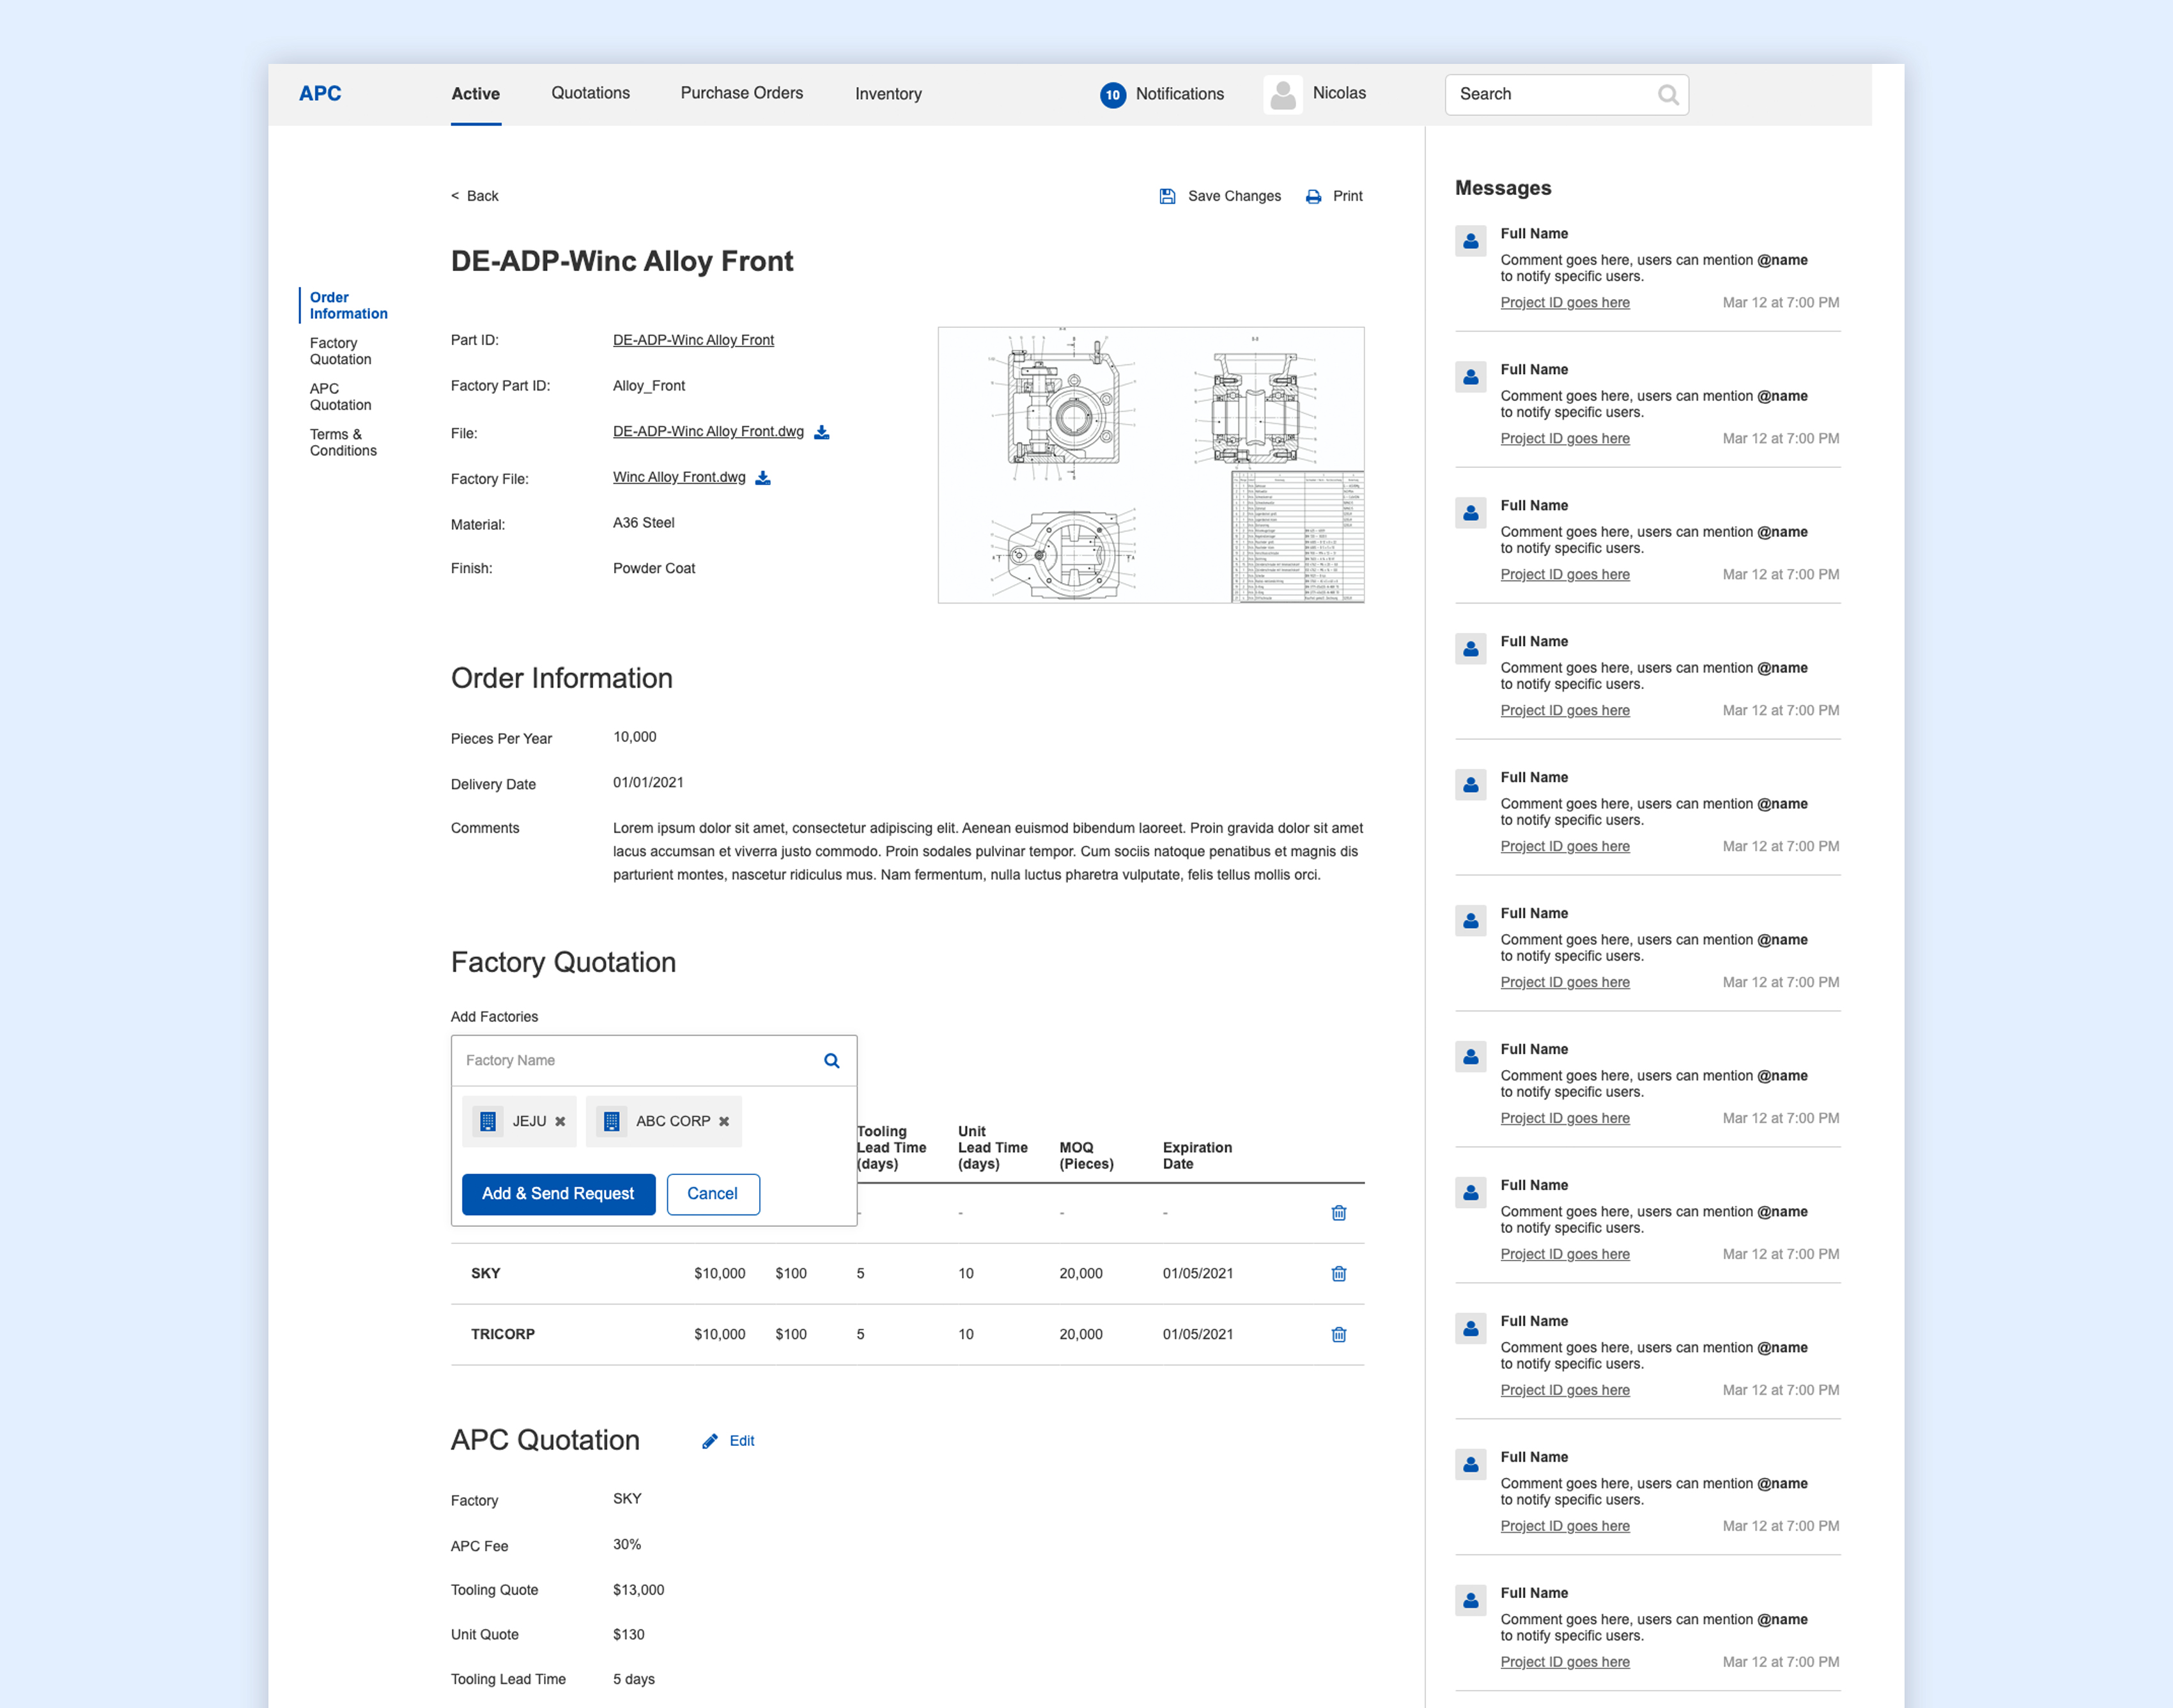 APC
Active
Quotations
Purchase Orders
Inventory
10 Notifications
Nicolas
Search
< Back
Save Changes
Print
DE-ADP-Winc Alloy Front
Order
Information
Factory
Quotation
APC
Quotation
Terms &
Conditions
Part ID: DE-ADP-Winc Alloy Front
Factory Part ID: Alloy_Front
File: DE-ADP-Winc Alloy Front.dwg
Factory File: Winc Alloy Front.dwg
Material: A36 Steel
Finish: Powder Coat
Order Information
Pieces Per Year 10,000
Delivery Date 01/01/2021
Comments Lorem ipsum dolor sit amet, consectetur adipiscing elit. Aenean euismod bibendum laoreet. Proin gravida dolor sit amet
lacus accumsan et viverra justo commodo. Proin sodales pulvinar tempor. Cum sociis natoque penatibus et magnis dis
parturient montes, nascetur ridiculus mus. Nam fermentum, nulla luctus pharetra vulputate, felis tellus mollis orci.
Factory Quotation
Add Factories
Factory Name
JEJU ✖ ABC CORP ✖
Add & Send Request Cancel
Tooling
Lead Time
(days)
Unit
Lead Time
(days)
MOQ
(Pieces)
Expiration
Date
- - - -
SKY $10,000 $100 5 10 20,000 01/05/2021
TRICORP $10,000 $100 5 10 20,000 01/05/2021
APC Quotation Edit
Factory SKY
APC Fee 30%
Tooling Quote $13,000
Unit Quote $130
Tooling Lead Time 5 days
Messages
Full Name
Comment goes here, users can mention @name
to notify specific users.
Project ID goes here Mar 12 at 7:00 PM
Full Name
Comment goes here, users can mention @name
to notify specific users.
Project ID goes here Mar 12 at 7:00 PM
Full Name
Comment goes here, users can mention @name
to notify specific users.
Project ID goes here Mar 12 at 7:00 PM
Full Name
Comment goes here, users can mention @name
to notify specific users.
Project ID goes here Mar 12 at 7:00 PM
Full Name
Comment goes here, users can mention @name
to notify specific users.
Project ID goes here Mar 12 at 7:00 PM
Full Name
Comment goes here, users can mention @name
to notify specific users.
Project ID goes here Mar 12 at 7:00 PM
Full Name
Comment goes here, users can mention @name
to notify specific users.
Project ID goes here Mar 12 at 7:00 PM
Full Name
Comment goes here, users can mention @name
to notify specific users.
Project ID goes here Mar 12 at 7:00 PM
Full Name
Comment goes here, users can mention @name
to notify specific users.
Project ID goes here Mar 12 at 7:00 PM
Full Name
Comment goes here, users can mention @name
to notify specific users.
Project ID goes here Mar 12 at 7:00 PM
Full Name
Comment goes here, users can mention @name
to notify specific users.
Project ID goes here Mar 12 at 7:00 PM